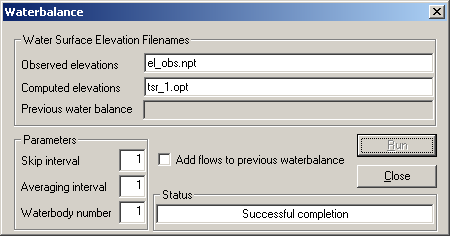 Waterbalance
Water Surface Elevation Filenames
Observed elevations el_obs.npt
Computed elevations tsr_1.opt
Previous water balance
Parameters
Skip interval 1
Averaging interval 1
Waterbody number 1
Add flows to previous waterbalance
Run
Close
Status
Successful completion